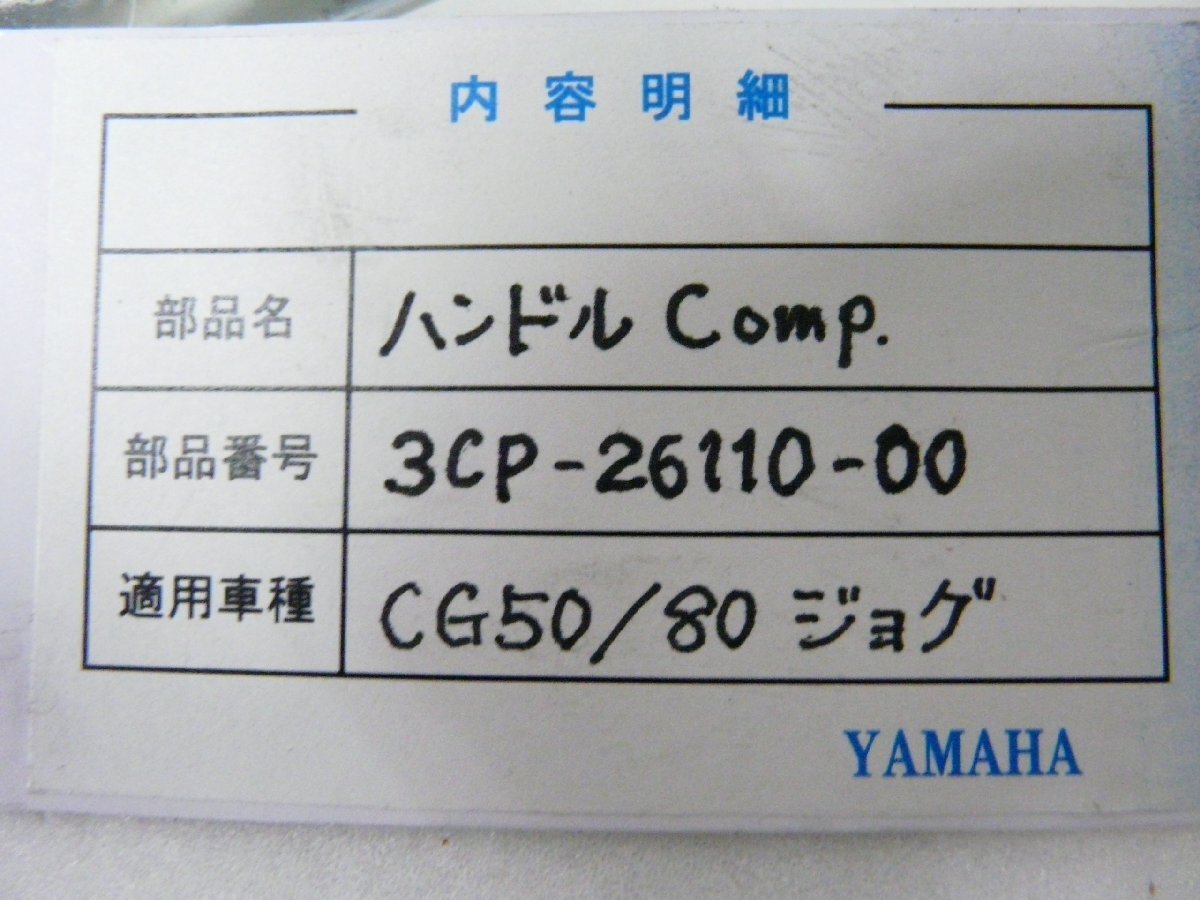 内容明細
部品名 ハンドル Comp.
部品番号 3CP-26110-00
適用車種 CG50/80 ジョグ
YAMAHA